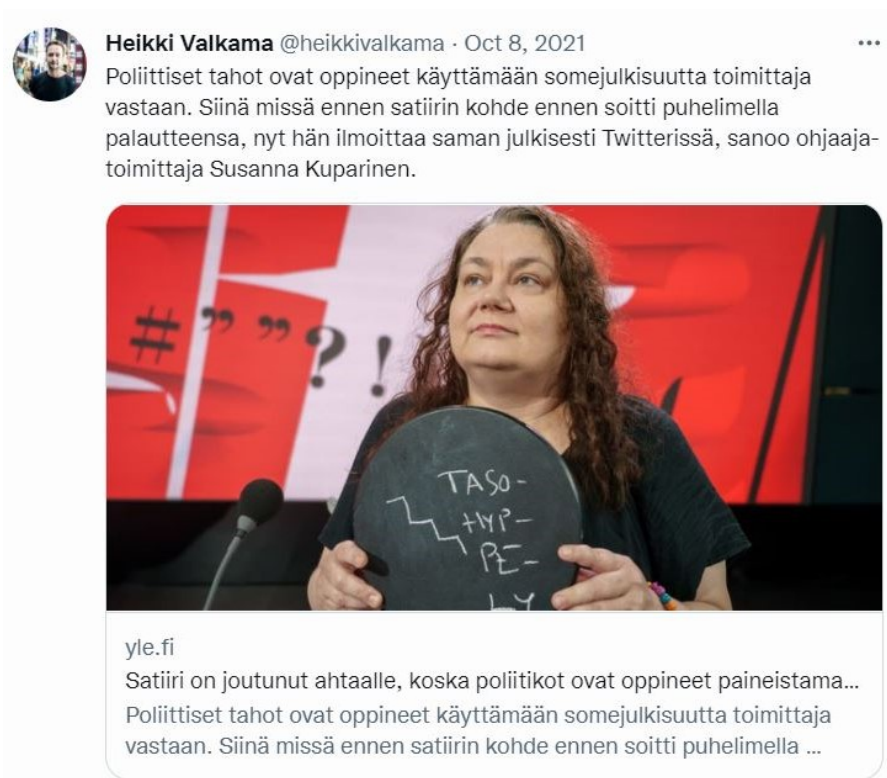 Heikki Valkama @heikkivalkama · Oct 8, 2021 ...
Poliittiset tahot ovat oppineet käyttämään somejulkisuutta toimittaja
vastaan. Siinä missä ennen satiirin kohde ennen soitti puhelimella
palautteensa, nyt hän ilmoittaa saman julkisesti Twitterissä, sanoo ohjaaja-
toimittaja Susanna Kuparinen.
# ” ” ? !
TASO-
HYP-
PE-
LY
yle.fi
Satiiri on joutunut ahtaalle, koska poliitikot ovat oppineet paineistama...
Poliittiset tahot ovat oppineet käyttämään somejulkisuutta toimittaja
vastaan. Siinä missä ennen satiirin kohde ennen soitti puhelimella ...